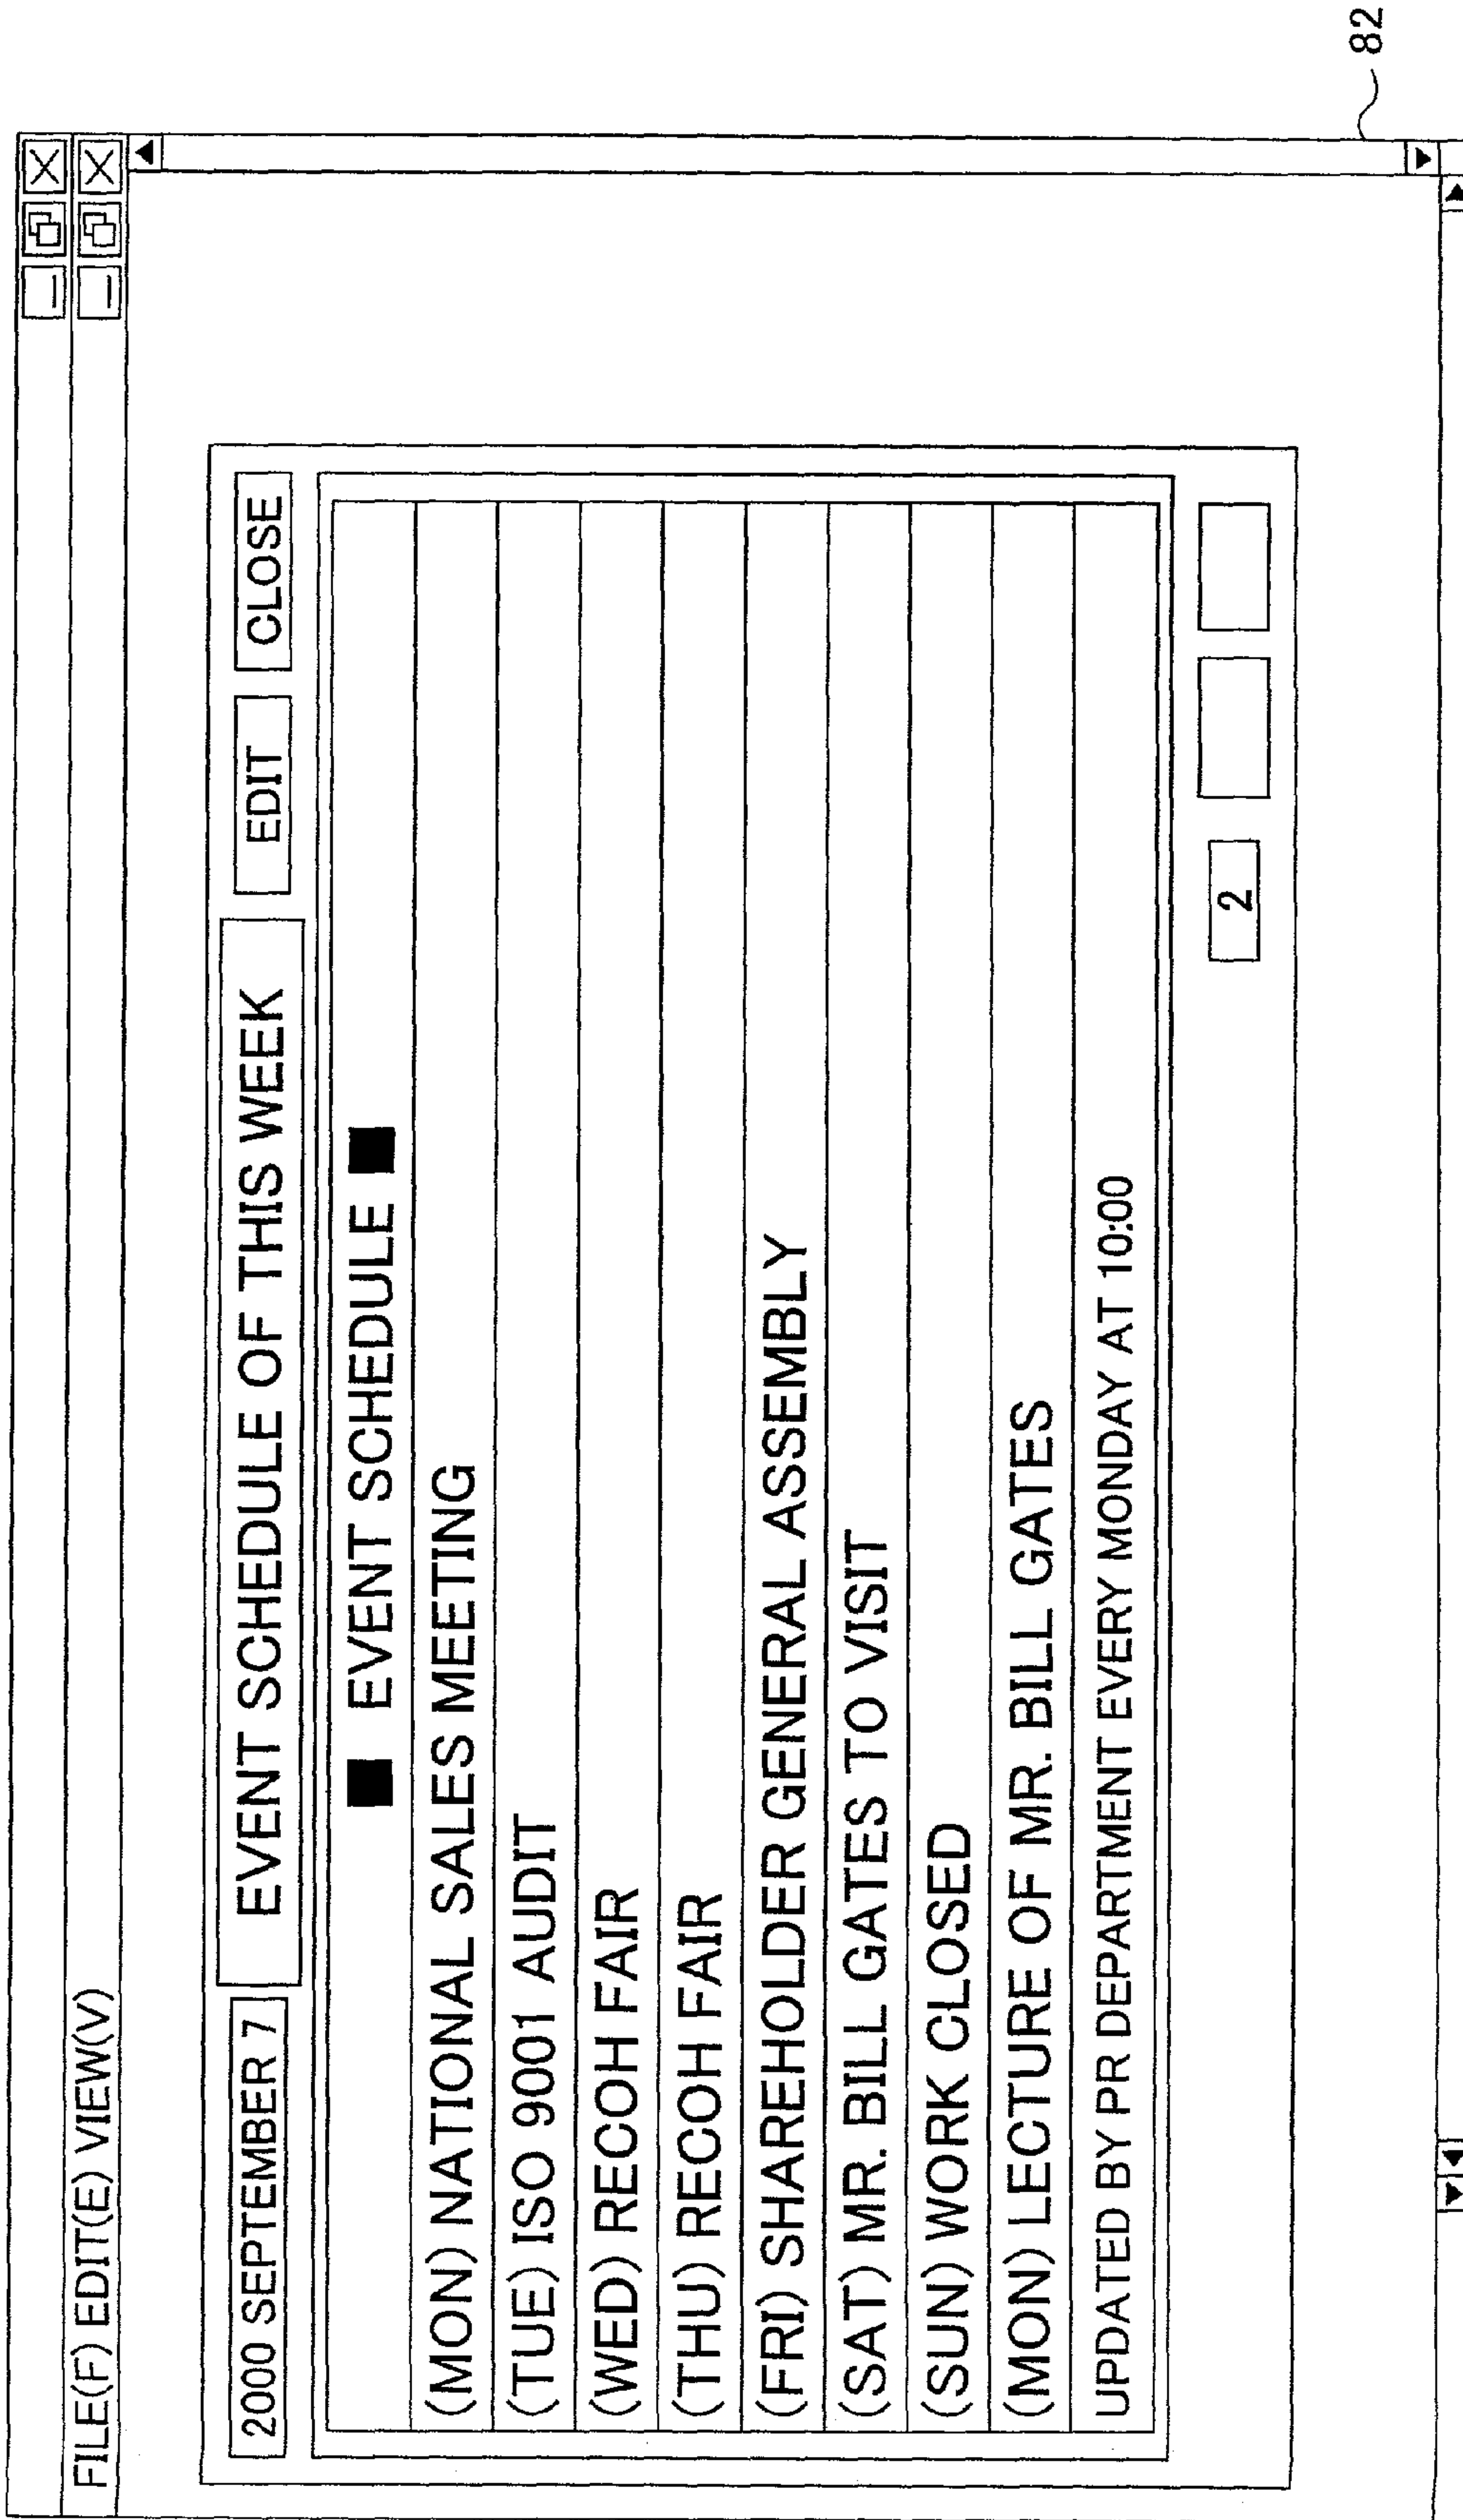 FILE(F) EDIT(E) VIEW(V)
2000 SEPTEMBER 7 EVENT SCHEDULE OF THIS WEEK EDIT CLOSE
■ EVENT SCHEDULE ■
(MON) NATIONAL SALES MEETING
(TUE) ISO 9001 AUDIT
(WED) RECOH FAIR
(THU) RECOH FAIR
(FRI) SHAREHOLDER GENERAL ASSEMBLY
(SAT) MR. BILL GATES TO VISIT
(SUN) WORK CLOSED
(MON) LECTURE OF MR. BILL GATES
UPDATED BY PR DEPARTMENT EVERY MONDAY AT 10:00
2
82